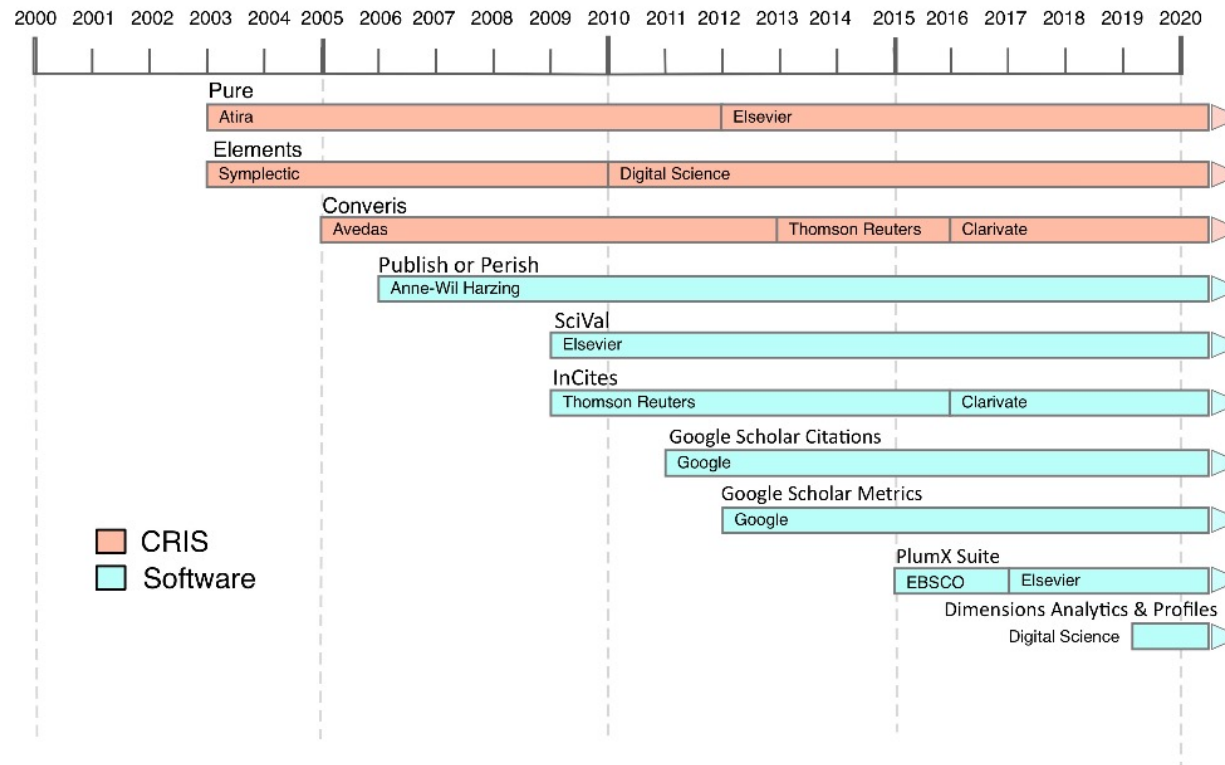 2000 2001 2002 2003 2004 2005 2006 2007 2008 2009 2010 2011 2012 2013 2014 2015 2016 2017 2018 2019 2020
Pure
Atira Elsevier
Elements
Symplectic Digital Science
Converis
Avedas Thomson Reuters Clarivate
Publish or Perish
Anne-Wil Harzing
SciVal
Elsevier
InCites
Thomson Reuters Clarivate
Google Scholar Citations
Google
Google Scholar Metrics
Google
CRIS
PlumX Suite
Software
EBSCO Elsevier
Dimensions Analytics & Profiles
Digital Science